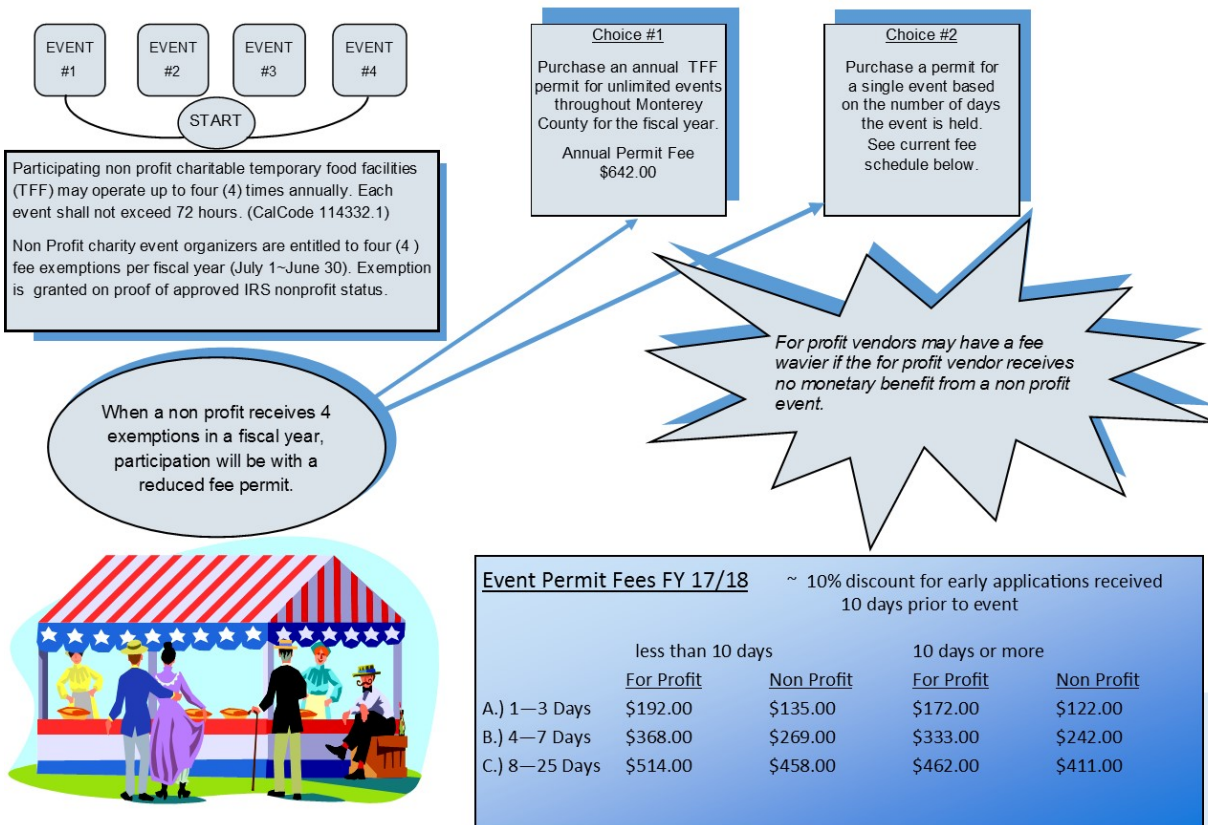 EVENT
#1
EVENT
#2
EVENT
#3
EVENT
#4
START
Participating non profit charitable temporary food facilities
(TFF) may operate up to four (4) times annually. Each
event shall not exceed 72 hours. (CalCode 114332.1)
Non Profit charity event organizers are entitled to four (4 )
fee exemptions per fiscal year (July 1~June 30). Exemption
is granted on proof of approved IRS nonprofit status.
Choice #1
Purchase an annual TFF
permit for unlimited events
throughout Monterey
County for the fiscal year.
Annual Permit Fee
$642.00
Choice #2
Purchase a permit for
a single event based
on the number of days
the event is held.
See current fee
schedule below.
When a non profit receives 4
exemptions in a fiscal year,
participation will be with a
reduced fee permit.
For profit vendors may have a fee
wavier if the for profit vendor receives
no monetary benefit from a non profit
event.
Event Permit Fees FY 17/18 ~ 10% discount for early applications received
10 days prior to event
less than 10 days 10 days or more
For Profit Non Profit For Profit Non Profit
A.) 1—3 Days $192.00 $135.00 $172.00 $122.00
B.) 4—7 Days $368.00 $269.00 $333.00 $242.00
C.) 8—25 Days $514.00 $458.00 $462.00 $411.00